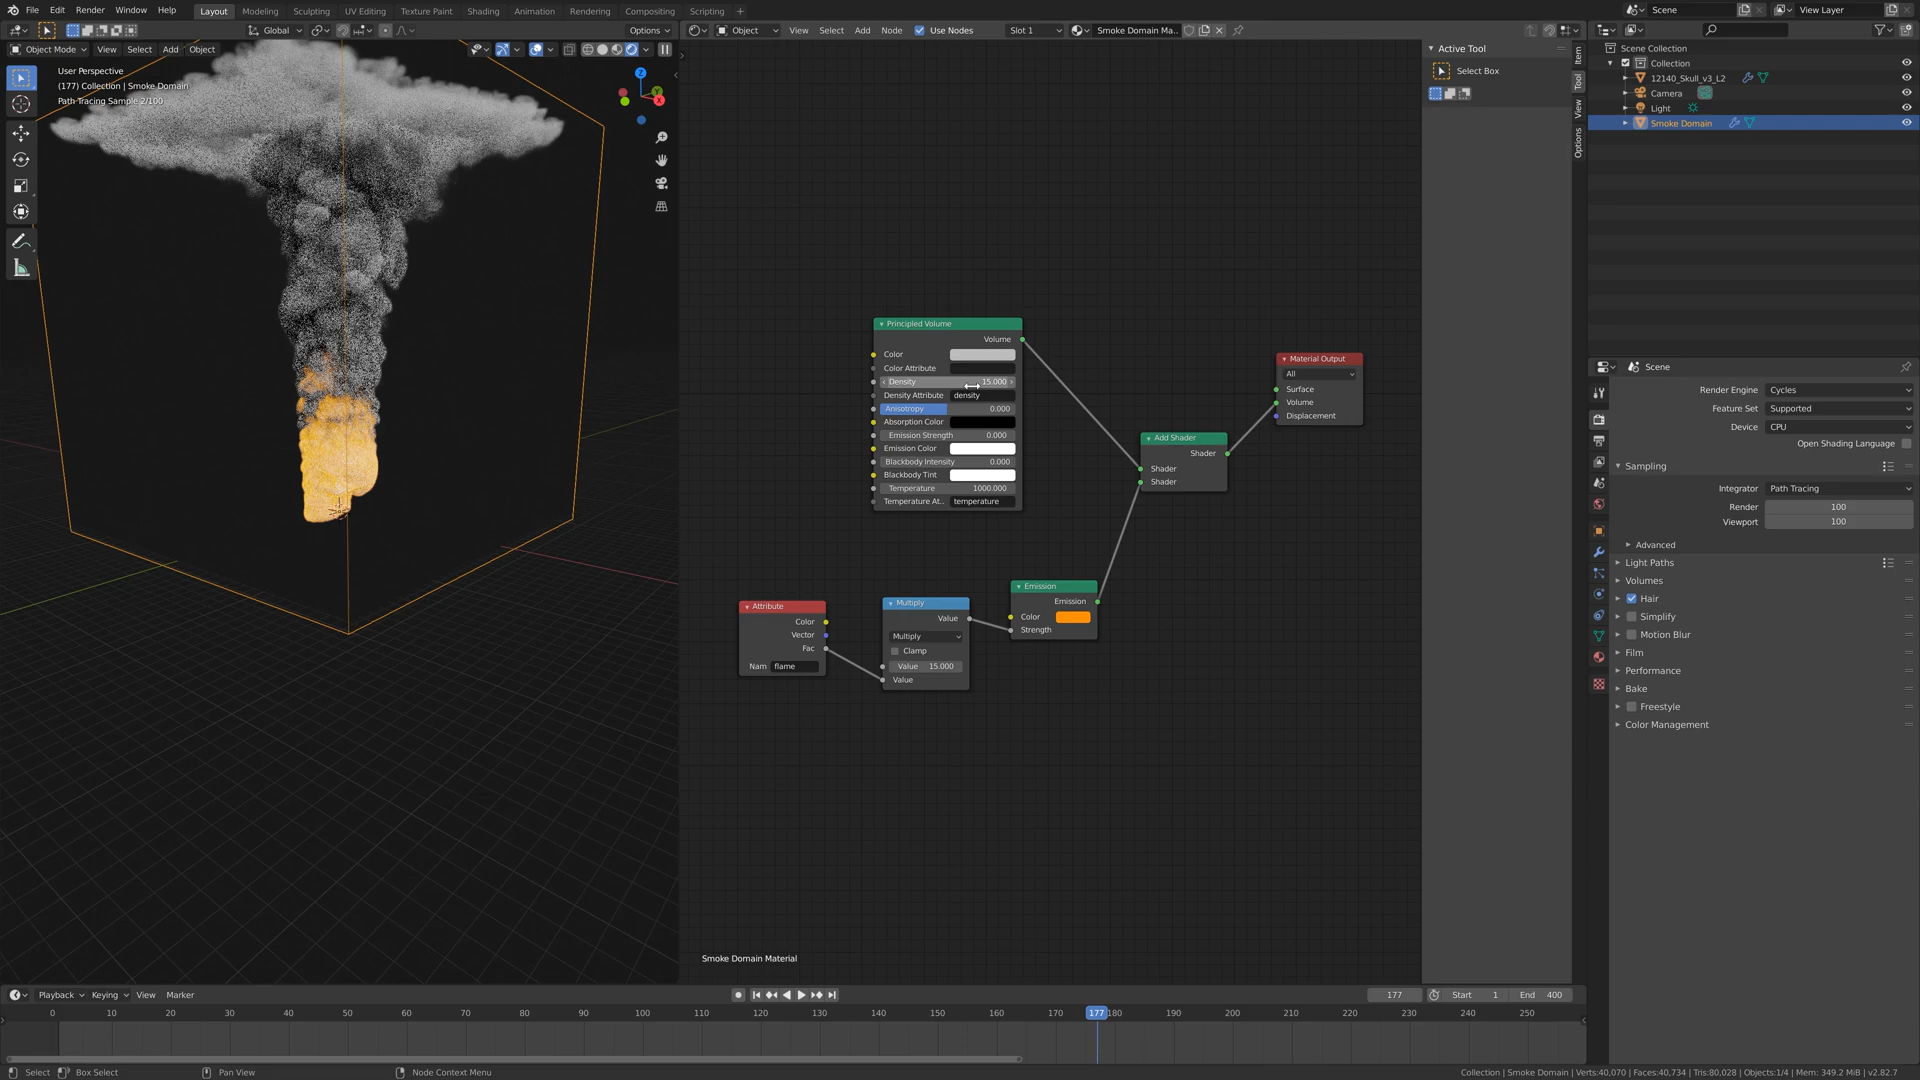 File Edit Render Window Help Layout Modeling Sculpting UV Editing Texture Paint Shading Animation Rendering Compositing Scripting + Scene View Layer
Global Options
Object View Select Add Node Use Nodes Slot 1 Smoke Domain Ma..
Object Mode View Select Add Object
User Perspective
(177) Collection | Smoke Domain
Path Tracing Sample 2/100
Z
Y
X
Principled Volume
Volume
Color
Color Attribute
Density 15.000
Density Attribute density
Anisotropy 0.000
Absorption Color
Emission Strength 0.000
Emission Color
Blackbody Intensity 0.000
Blackbody Tint
Temperature 1000.000
Temperature At.. temperature
Material Output
All
Surface
Volume
Displacement
Add Shader
Shader
Shader
Shader
Attribute
Color
Vector
Fac
Nam flame
Multiply
Value
Multiply
Clamp
Value 15.000
Value
Emission
Emission
Color
Strength
Smoke Domain Material
Active Tool
Select Box
Item
Tool
View
Options
Scene Collection
Collection
12140_Skull_v3_L2
Camera
Light
Smoke Domain
Scene
Render Engine Cycles
Feature Set Supported
Device CPU
Open Shading Language
Sampling
Integrator Path Tracing
Render 100
Viewport 100
Advanced
Light Paths
Volumes
Hair
Simplify
Motion Blur
Film
Performance
Bake
Freestyle
Color Management
Playback Keying View Marker 177 Start 1 End 400
0 10 20 30 40 50 60 70 80 90 100 110 120 130 140 150 160 170 177 180 190 200 210 220 230 240 250
Select Box Select Pan View Node Context Menu Collection | Smoke Domain | Verts:40,070 | Faces:40,734 | Tris:80,028 | Objects:1/4 | Mem: 349.2 MiB | v2.82.7